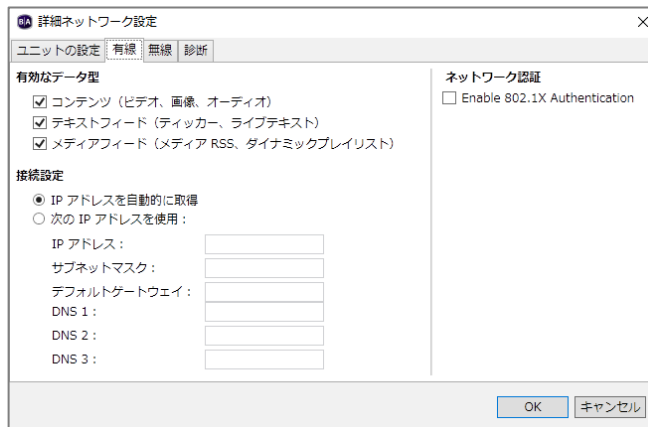 BA 詳細ネットワーク設定
ユニットの設定 有線 無線 診断
有効なデータ型
コンテンツ（ビデオ、画像、オーディオ）
テキストフィード（ティッカー、ライブテキスト）
メディアフィード（メディア RSS、ダイナミックプレイリスト）
接続設定
IP アドレスを自動的に取得
次の IP アドレスを使用：
IP アドレス：
サブネットマスク：
デフォルトゲートウェイ：
DNS 1：
DNS 2：
DNS 3：
ネットワーク認証
Enable 802.1X Authentication
OK キャンセル